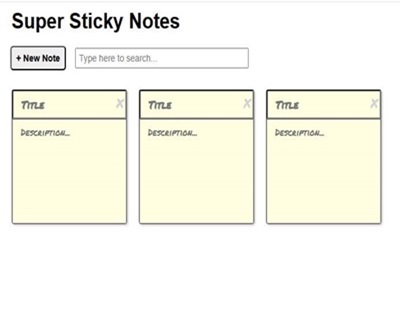 Super Sticky Notes
+ New Note Type here to search...
Title x Title x Title x
Description... Description... Description...